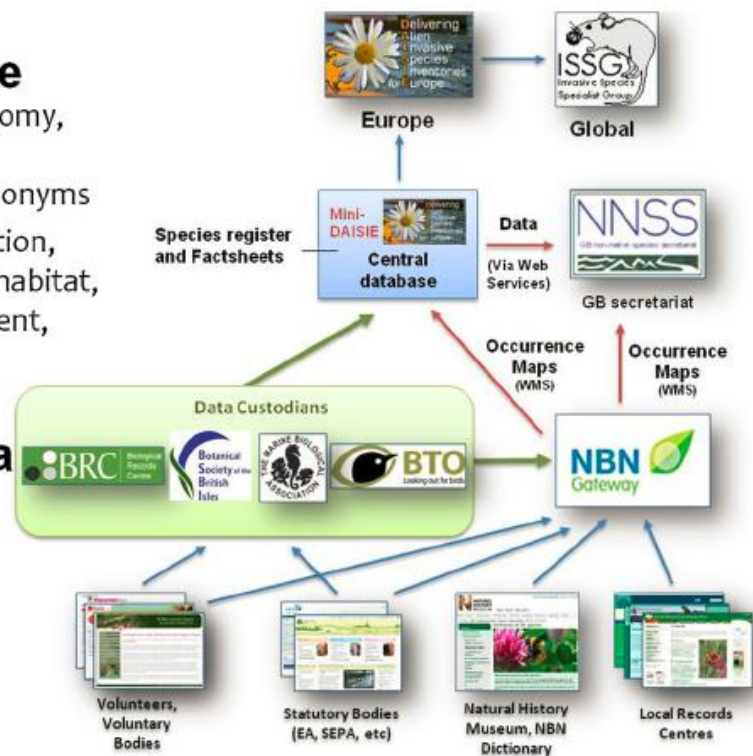 e
omy,
onyms
tion,
habitat,
ent,
a
Delivering
Alien
Invasive
Species
Inventories
for Europe
Europe
ISSG
Invasive Species
Specialist Group
Global
Mini-
DAISIE
Delivering
Central
database
Species register
and Factsheets
Data
(Via Web
Services)
NNSS
GB non-native species secretariat
GB secretariat
Occurrence
Maps
(WMS)
Occurrence
Maps
(WMS)
Data Custodians
BRC
Biological
Records
Centre
Botanical
Society of the
British
Isles
THE MARINE BIOLOGICAL
ASSOCIATION
BTO
Looking out for birds
NBN
Gateway
Volunteers,
Voluntary
Bodies
Statutory Bodies
(EA, SEPA, etc)
NATURAL
HISTORY
MUSEUM
Natural History
Museum, NBN
Dictionary
Local Records
Centres